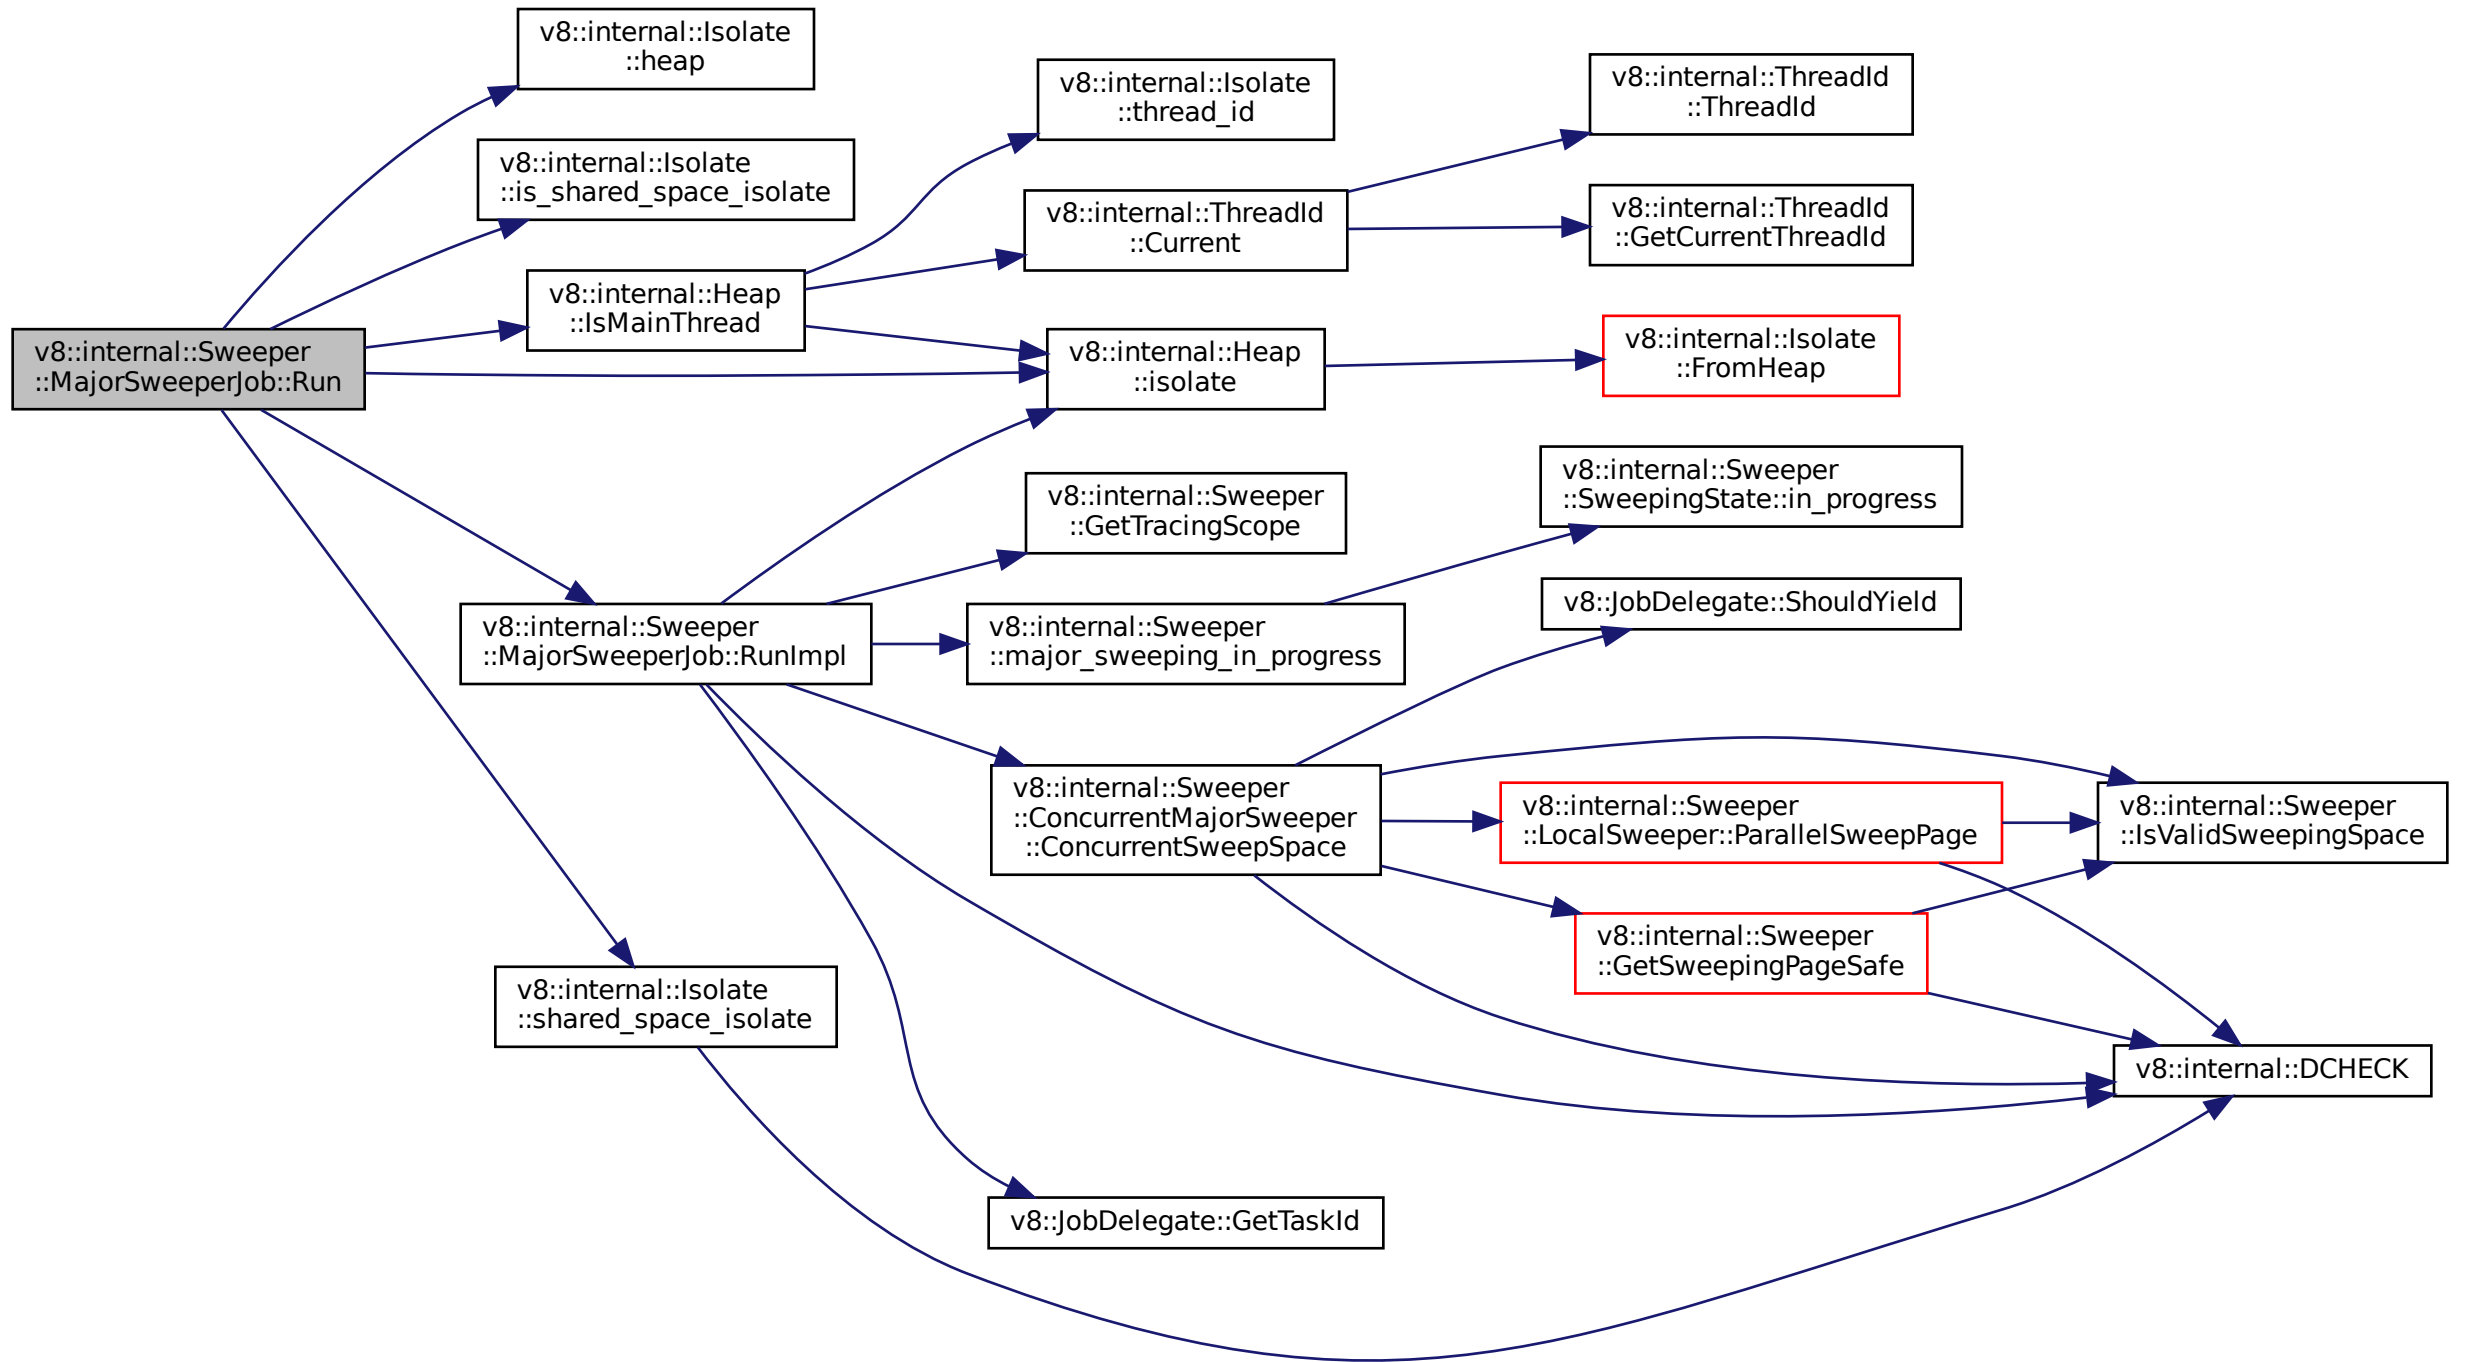 v8::internal::Isolate
::heap
v8::internal::Isolate
::is_shared_space_isolate
v8::internal::Heap
::IsMainThread
v8::internal::Sweeper
::MajorSweeperJob::Run
v8::internal::Isolate
::thread_id
v8::internal::ThreadId
::Current
v8::internal::ThreadId
::ThreadId
v8::internal::ThreadId
::GetCurrentThreadId
v8::internal::Heap
::isolate
v8::internal::Isolate
::FromHeap
v8::internal::Sweeper
::GetTracingScope
v8::internal::Sweeper
::SweepingState::in_progress
v8::internal::Sweeper
::MajorSweeperJob::RunImpl
v8::internal::Sweeper
::major_sweeping_in_progress
v8::JobDelegate::ShouldYield
v8::internal::Sweeper
::ConcurrentMajorSweeper
::ConcurrentSweepSpace
v8::internal::Sweeper
::LocalSweeper::ParallelSweepPage
v8::internal::Sweeper
::IsValidSweepingSpace
v8::internal::Sweeper
::GetSweepingPageSafe
v8::internal::Isolate
::shared_space_isolate
v8::internal::DCHECK
v8::JobDelegate::GetTaskId